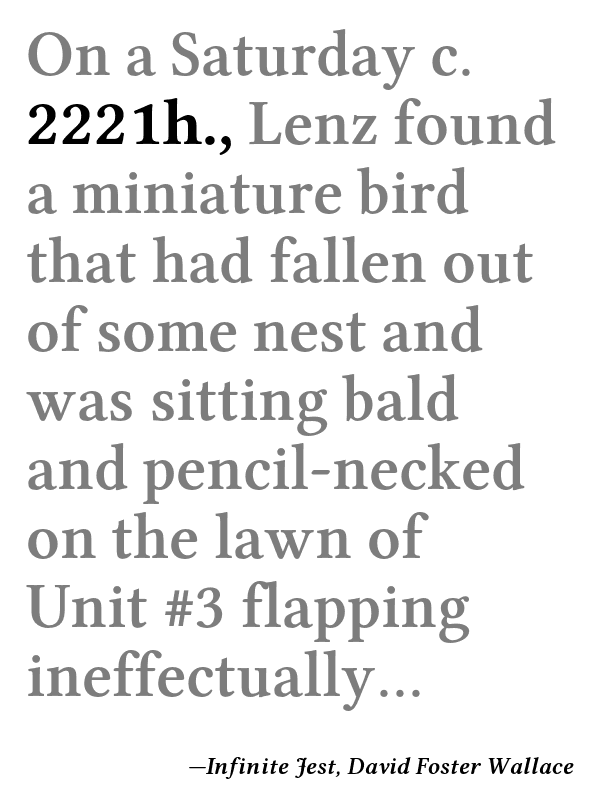 On a Saturday c.
2221h., Lenz found
a miniature bird
that had fallen out
of some nest and
was sitting bald
and pencil-necked
on the lawn of
Unit #3 flapping
ineffectually…
—Infinite Jest, David Foster Wallace